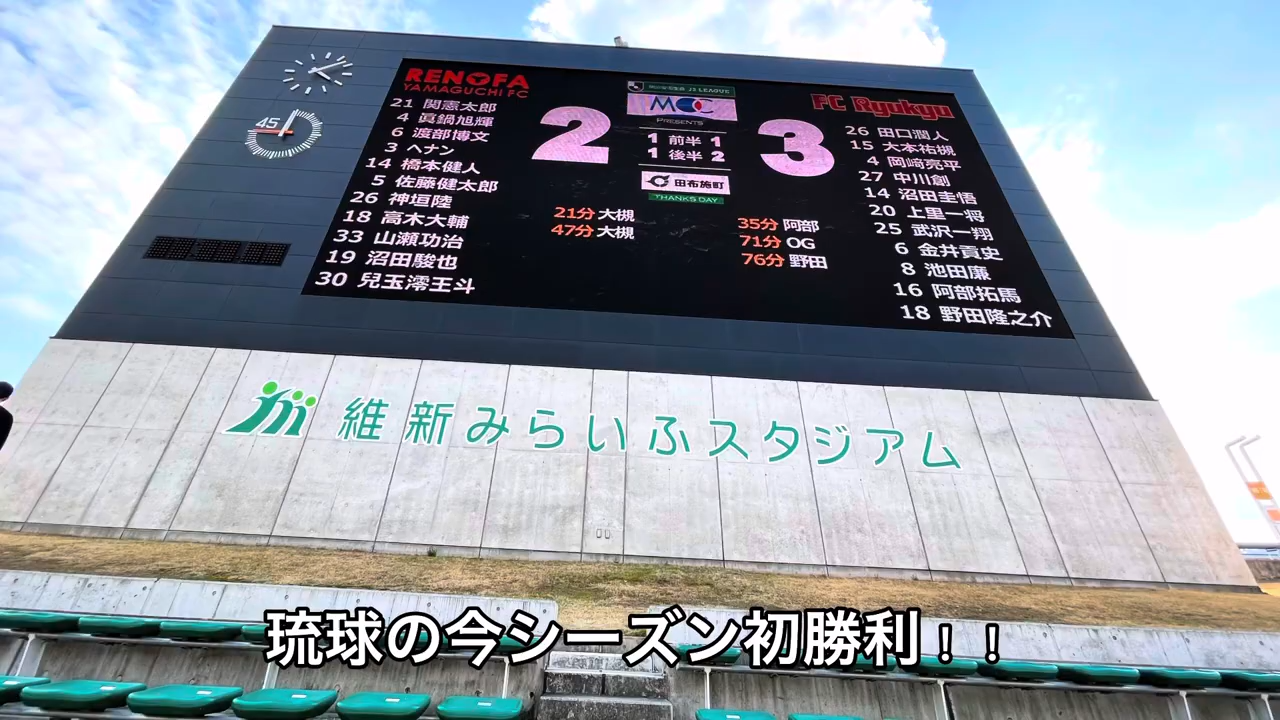 RENOFA
YAMAGUCHI FC
21 関憲太郎
4 眞鍋旭輝
6 渡部博文
3 ヘナン
14 橋本健人
5 佐藤健太郎
26 神垣陸
18 高木大輔
33 山瀬功治
19 沼田駿也
30 兒玉澪王斗
2
J2 LEAGUE
MCC
PRESENTS
1 前半 1
1 後半 2
田布施町
THANKS DAY
3
21分 大槻
47分 大槻
35分 阿部
71分 OG
76分 野田
FC Ryukyu
26 田口潤人
15 大本祐槻
4 岡﨑亮平
27 中川創
14 沼田圭悟
20 上里一将
25 武沢一翔
6 金井貢史
8 池田廉
16 阿部拓馬
18 野田隆之介
45
維新みらいふスタジアム
琉球の今シーズン初勝利！！